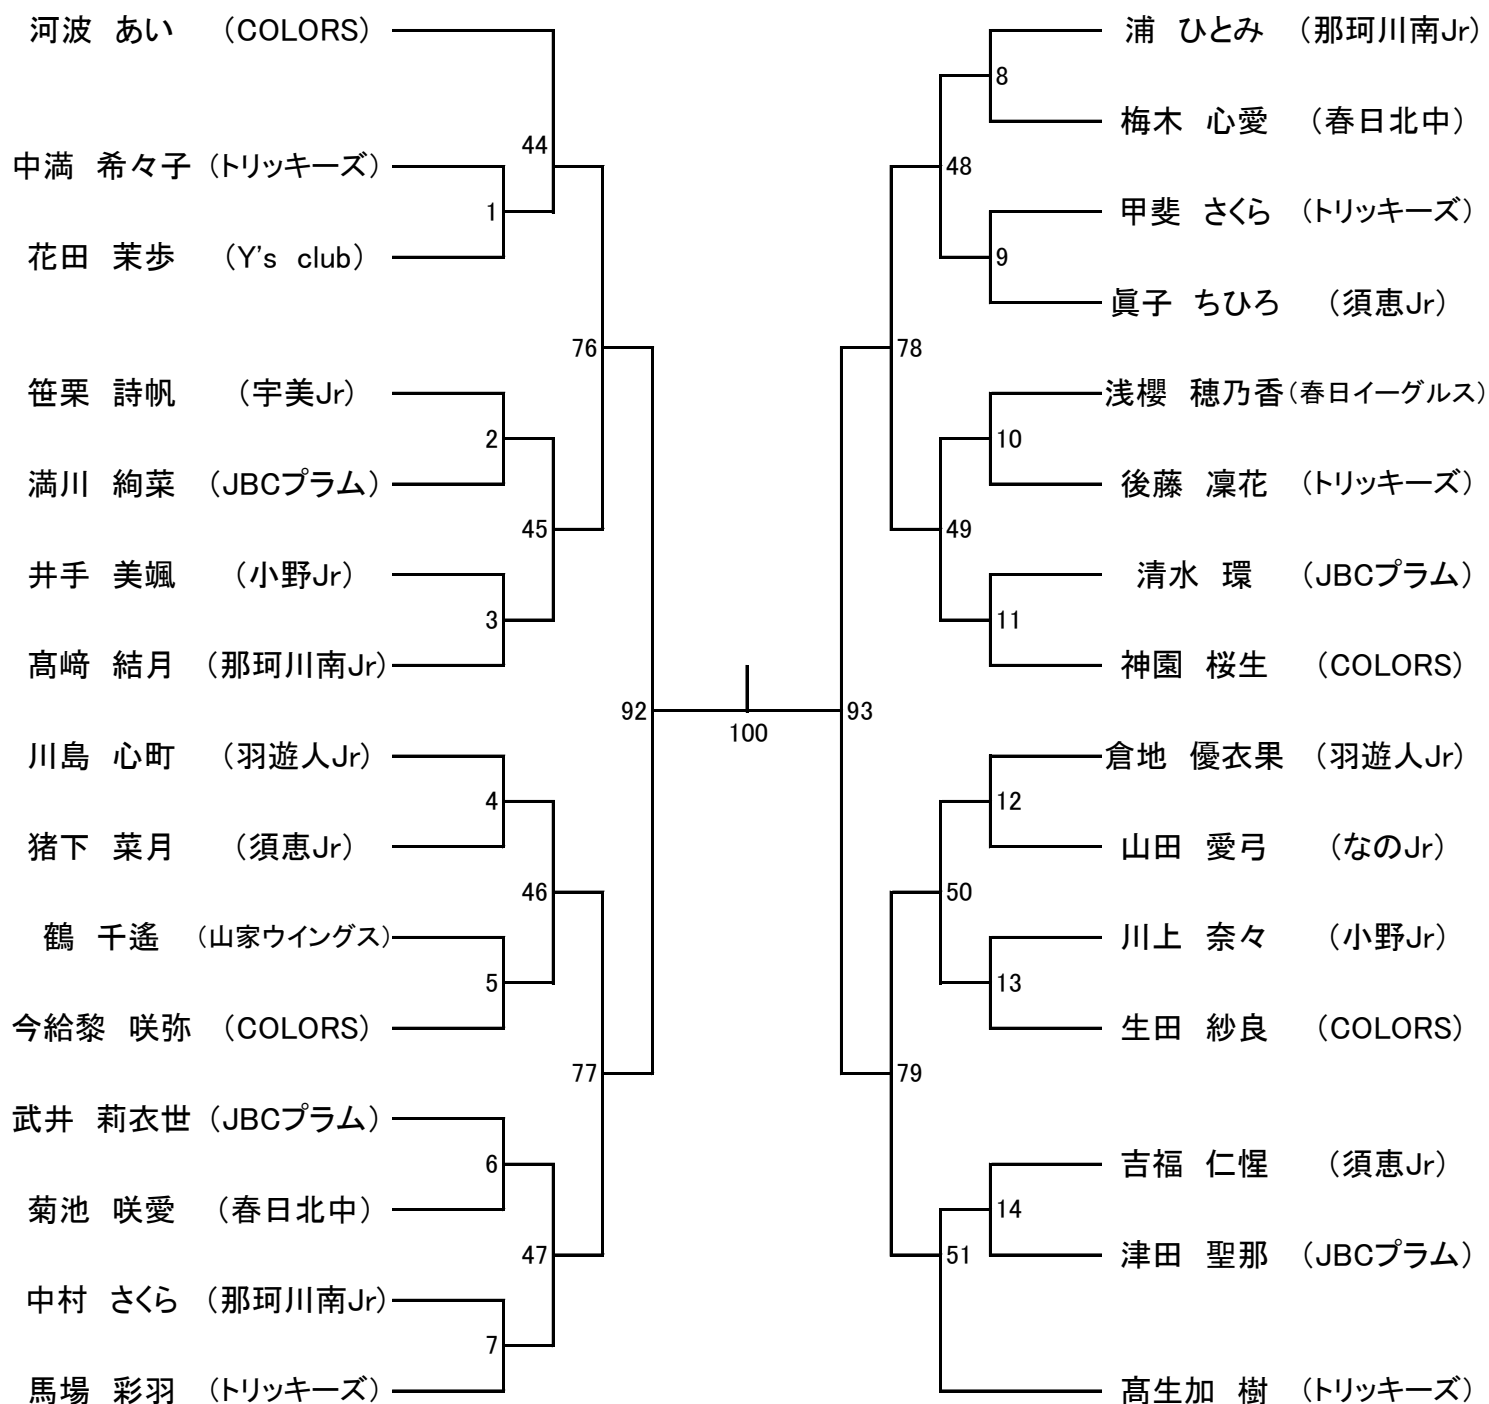 河波 あい （COLORS）
中満 希々子（トリッキーズ）
花田 茉歩 （Y's club）
笹栗 詩帆 （宇美Jr）
満川 絢菜 （JBCプラム）
井手 美颯 （小野Jr）
髙﨑 結月 （那珂川南Jr）
川島 心町 （羽遊人Jr）
猪下 菜月 （須恵Jr）
鶴 千遙 （山家ウイングス）
今給黎 咲弥 （COLORS）
武井 莉衣世（JBCプラム）
菊池 咲愛 （春日北中）
中村 さくら （那珂川南Jr）
馬場 彩羽 （トリッキーズ）
1
2
3
4
5
6
7
44
45
46
47
76
77
92
100
93
78
79
48
49
50
51
8
9
10
11
12
13
14
浦 ひとみ （那珂川南Jr）
梅木 心愛 （春日北中）
甲斐 さくら （トリッキーズ）
眞子 ちひろ （須恵Jr）
浅櫻 穂乃香（春日イーグルス）
後藤 凜花 （トリッキーズ）
清水 環 （JBCプラム）
神園 桜生 （COLORS）
倉地 優衣果 （羽遊人Jr）
山田 愛弓 （なのJr）
川上 奈々 （小野Jr）
生田 紗良 （COLORS）
吉福 仁惺 （須恵Jr）
津田 聖那 （JBCプラム）
髙生加 樹 （トリッキーズ）